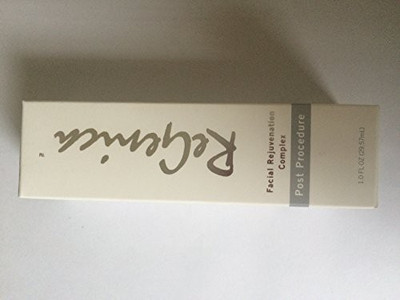 ReGenica
Facial Rejuvenation
Complex
Post Procedure
1.0 FL OZ (29.57mL)